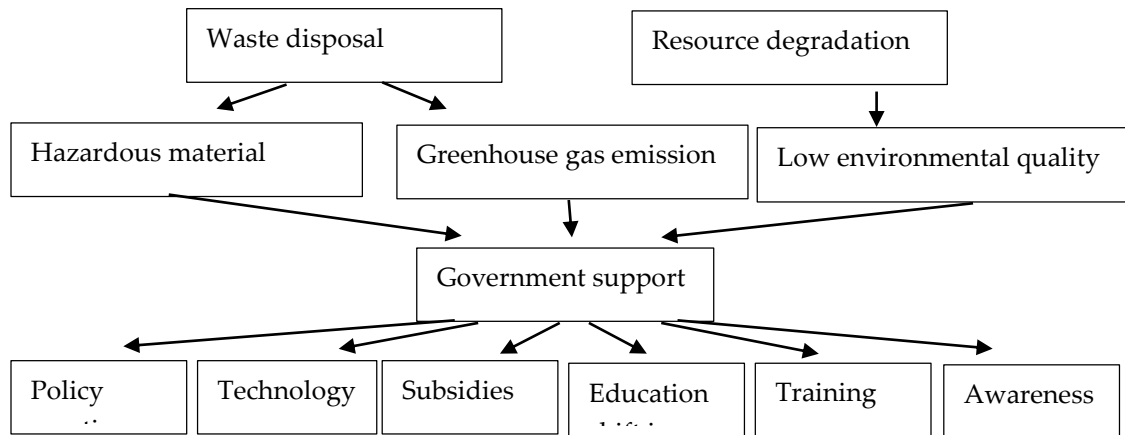 Waste disposal
Resource degradation
Hazardous material
Greenhouse gas emission
Low environmental quality
Government support
Policy
Technology
Subsidies
Education
Training
Awareness